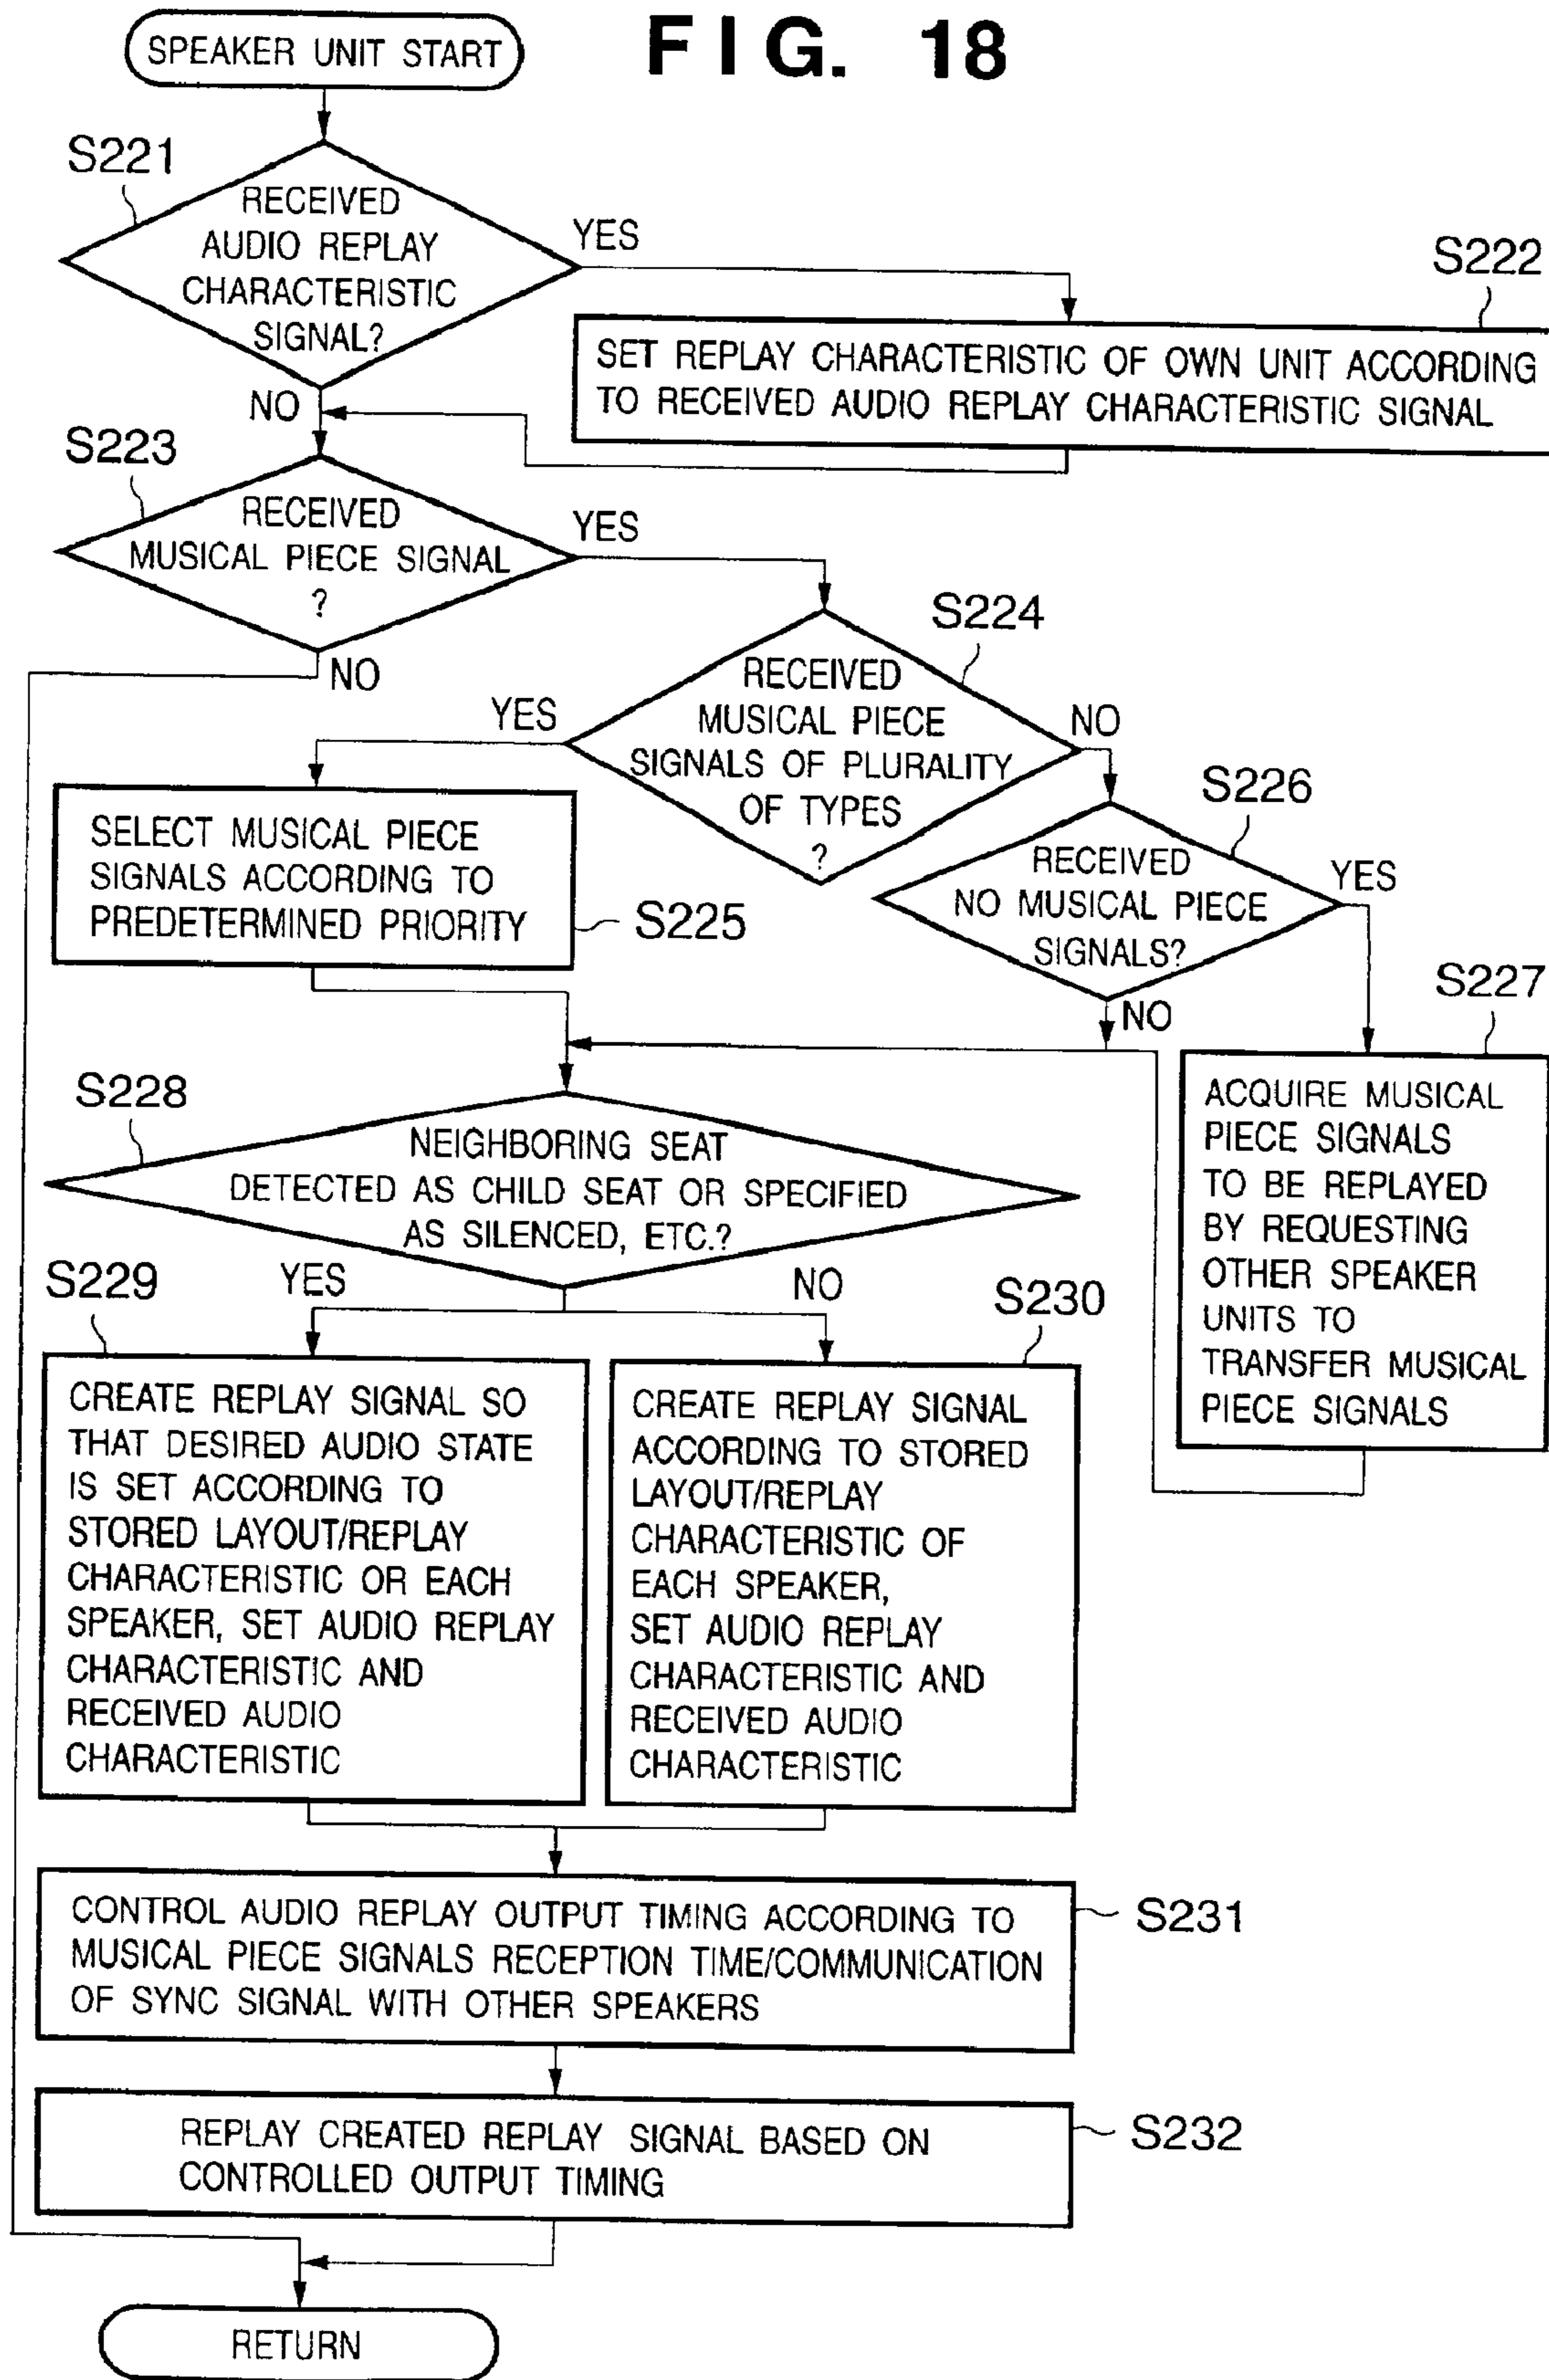 FIG. 18
SPEAKER UNIT START
S221
RECEIVED
AUDIO REPLAY
CHARACTERISTIC
SIGNAL?
YES
NO
S222
SET REPLAY CHARACTERISTIC OF OWN UNIT ACCORDING
TO RECEIVED AUDIO REPLAY CHARACTERISTIC SIGNAL
S223
RECEIVED
MUSICAL PIECE SIGNAL
?
YES
NO
S224
RECEIVED
MUSICAL PIECE
SIGNALS OF PLURALITY
OF TYPES
?
YES
NO
SELECT MUSICAL PIECE
SIGNALS ACCORDING TO
PREDETERMINED PRIORITY
S225
S226
RECEIVED
NO MUSICAL PIECE
SIGNALS?
YES
NO
S227
ACQUIRE MUSICAL
PIECE SIGNALS
TO BE REPLAYED
BY REQUESTING
OTHER SPEAKER
UNITS TO
TRANSFER MUSICAL
PIECE SIGNALS
S228
NEIGHBORING SEAT
DETECTED AS CHILD SEAT OR SPECIFIED
AS SILENCED, ETC.?
YES
NO
S229
CREATE REPLAY SIGNAL SO
THAT DESIRED AUDIO STATE
IS SET ACCORDING TO
STORED LAYOUT/REPLAY
CHARACTERISTIC OR EACH
SPEAKER, SET AUDIO REPLAY
CHARACTERISTIC AND
RECEIVED AUDIO
CHARACTERISTIC
S230
CREATE REPLAY SIGNAL
ACCORDING TO STORED
LAYOUT/REPLAY
CHARACTERISTIC OF
EACH SPEAKER,
SET AUDIO REPLAY
CHARACTERISTIC AND
RECEIVED AUDIO
CHARACTERISTIC
CONTROL AUDIO REPLAY OUTPUT TIMING ACCORDING TO
MUSICAL PIECE SIGNALS RECEPTION TIME/COMMUNICATION
OF SYNC SIGNAL WITH OTHER SPEAKERS
S231
REPLAY CREATED REPLAY SIGNAL BASED ON
CONTROLLED OUTPUT TIMING
S232
RETURN